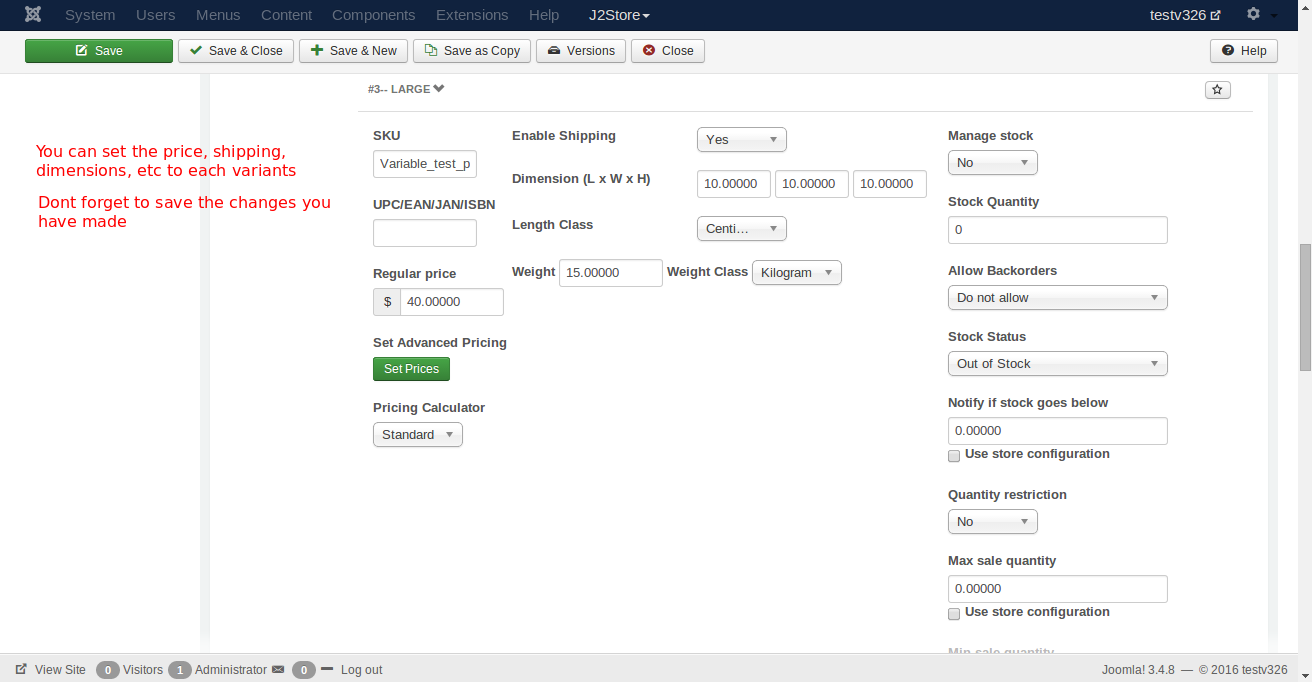 System Users Menus Content Components Extensions Help J2Store testv326
Save Save & Close Save & New Save as Copy Versions Close Help
#3-- LARGE
You can set the price, shipping,
dimensions, etc to each variants
Dont forget to save the changes you
have made
SKU
Variable_test_p
UPC/EAN/JAN/ISBN
Regular price
$ 40.00000
Set Advanced Pricing
Set Prices
Pricing Calculator
Standard
Enable Shipping Yes
Dimension (L x W x H) 10.00000 10.00000 10.00000
Length Class Centi...
Weight 15.00000 Weight Class Kilogram
Manage stock
No
Stock Quantity
0
Allow Backorders
Do not allow
Stock Status
Out of Stock
Notify if stock goes below
0.00000
Use store configuration
Quantity restriction
No
Max sale quantity
0.00000
Use store configuration
Min sale quantity
View Site 0 Visitors 1 Administrator 0 Log out Joomla! 3.4.8 — © 2016 testv326